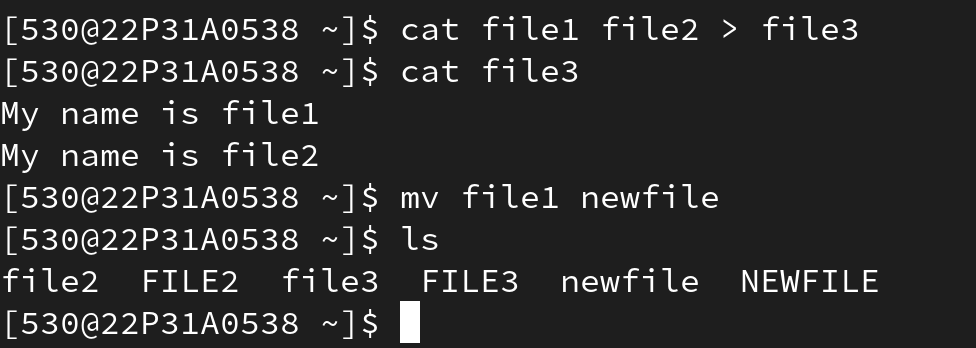 [530@22P31A0538 ~]$ cat file1 file2 > file3
[530@22P31A0538 ~]$ cat file3
My name is file1
My name is file2
[530@22P31A0538 ~]$ mv file1 newfile
[530@22P31A0538 ~]$ ls
file2  FILE2  file3  FILE3  newfile  NEWFILE
[530@22P31A0538 ~]$